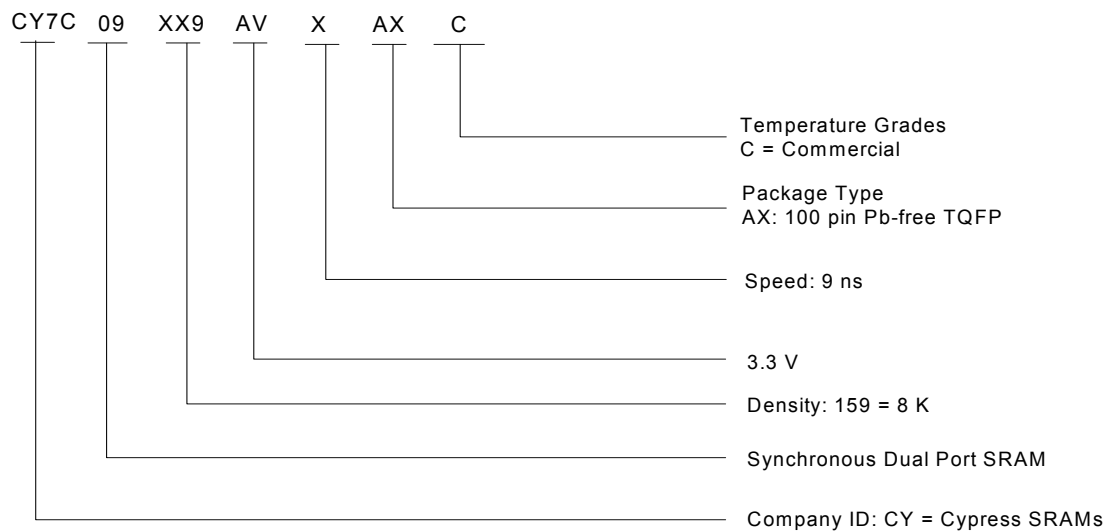 CY7C 09 XX9 AV X AX C
Temperature Grades
C = Commercial
Package Type
AX: 100 pin Pb-free TQFP
Speed: 9 ns
3.3 V
Density: 159 = 8 K
Synchronous Dual Port SRAM
Company ID: CY = Cypress SRAMs